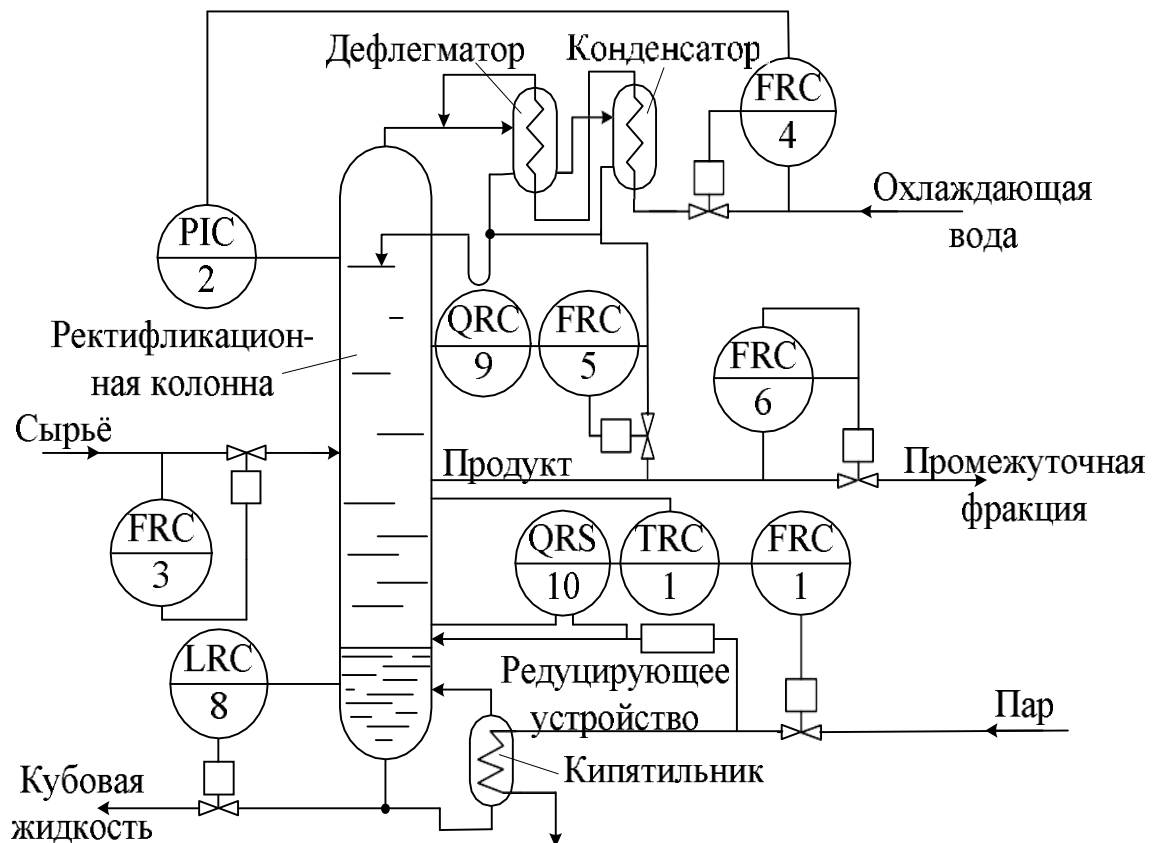 Дефлегматор
Конденсатор
FRC
4
Охлаждающая
вода
PIC
2
Ректификацион-
ная колонна
QRC
9
FRC
5
FRC
6
Сырьё
Продукт
Промежуточная
фракция
FRC
3
QRS
10
TRC
1
FRC
1
LRC
8
Редуцирующее
устройство
Пар
Кубовая
жидкость
Кипятильник